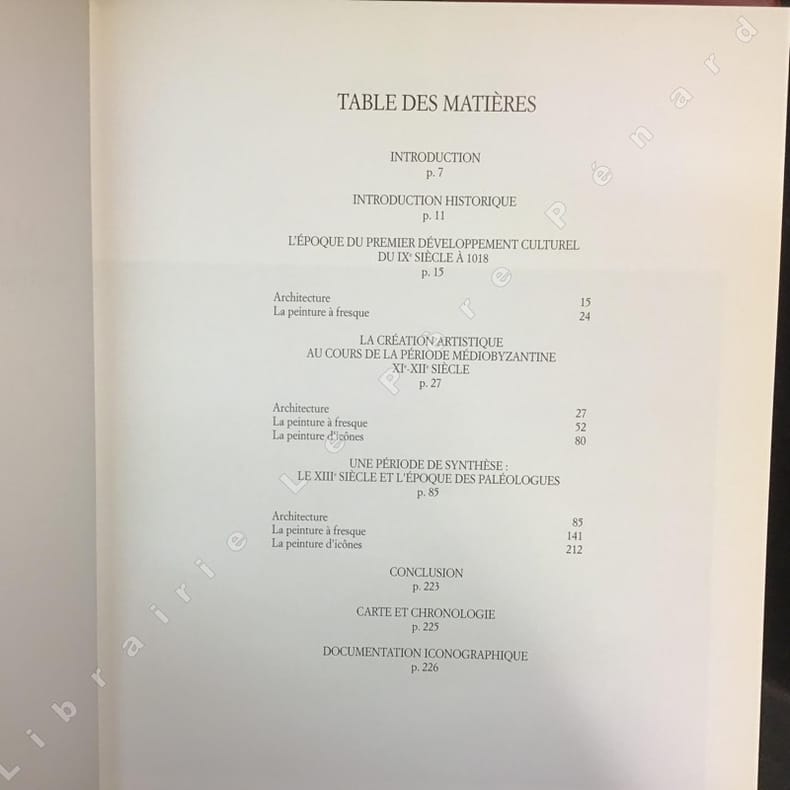 TABLE DES MATIÈRES
INTRODUCTION
p. 7
INTRODUCTION HISTORIQUE
p. 11
L'ÉPOQUE DU PREMIER DÉVELOPPEMENT CULTUREL
DU IXe SIÈCLE À 1018
p. 15
Architecture 15
La peinture à fresque 24
LA CRÉATION ARTISTIQUE
AU COURS DE LA PÉRIODE MÉDIOBYZANTINE
XIe-XIIe SIÈCLE
p. 27
Architecture 27
La peinture à fresque 52
La peinture d'icônes 80
UNE PÉRIODE DE SYNTHÈSE :
LE XIIIe SIÈCLE ET L'ÉPOQUE DES PALÉOLOGUES
p. 85
Architecture 85
La peinture à fresque 141
La peinture d'icônes 212
CONCLUSION
p. 223
CARTE ET CHRONOLOGIE
p. 225
DOCUMENTATION ICONOGRAPHIQUE
p. 226
Librairie Le Père Pénard